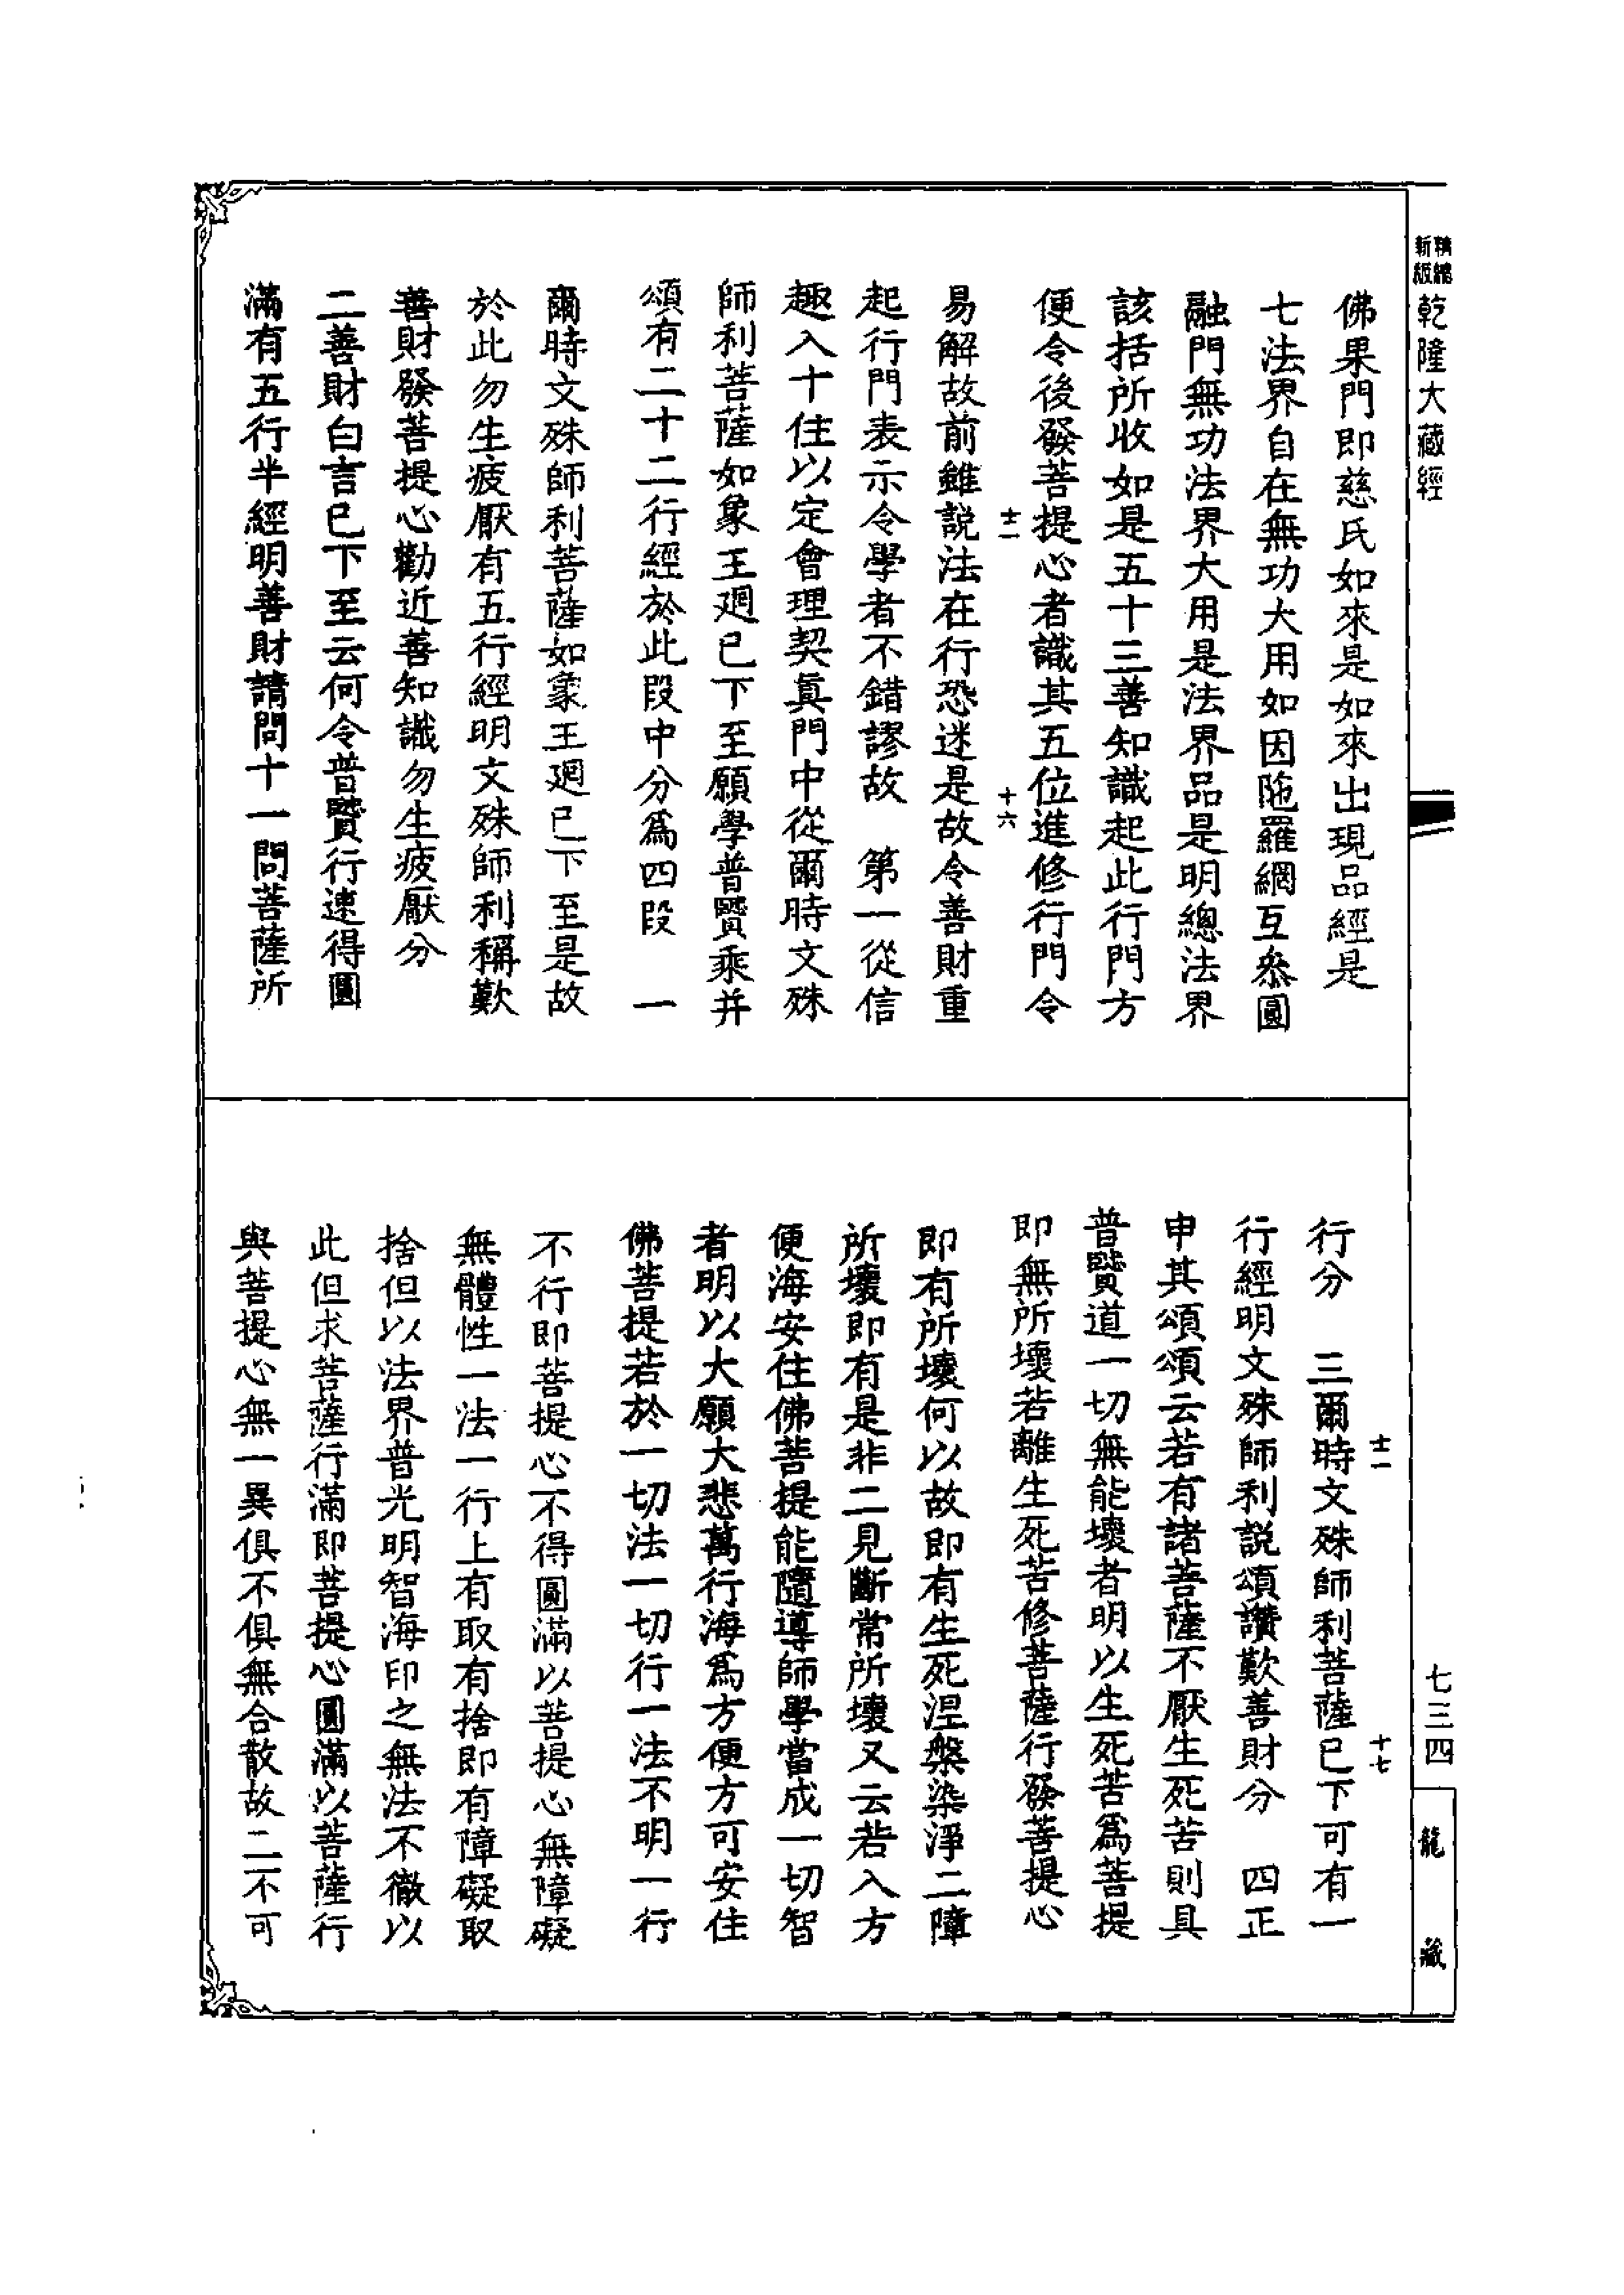 新編
精版
乾隆大藏經
佛果門即慈氏如來是如來出現品經是
七法界自在無功大用如因陁羅網互叅圓
融門無功法界大用是法界品是明總法界
該括所收如是五十三善知識起此行門方
便令後發菩提心者識其五位進修行門令
十二
十六
易解故前雖説法在行恐迷是故令善財重
起行門表示令學者不錯謬故　第一從信
趣入十住以定會理契眞門中從爾時文殊
師利菩薩如象王廻已下至願學普賢乘并
頌有二十二行經於此段中分爲四段　一
爾時文殊師利菩薩如象王廻已下至是故
於此勿生疲厭有五行經明文殊師利稱歎
善財發菩提心勸近善知識勿生疲厭分
二善財白言已下至云何令普賢行速得圓
滿有五行半經明善財請問十一問菩薩所
十二
十七
行分　三爾時文殊師利菩薩已下可有一
行經明文殊師利説頌讚歎善財分　四正
申其頌頌云若有諸菩薩不厭生死苦則具
普賢道一切無能壞者明以生死苦爲菩提
即無所壞若離生死苦修菩薩行發菩提心
即有所壞何以故即有生死涅槃染淨二障
所壞即有是非二見斷常所壞又云若入方
便海安住佛菩提能隨導師學當成一切智
者明以大願大悲萬行海爲方便方可安住
佛菩提若於一切法一切行一法不明一行
不行即菩提心不得圓滿以菩提心無障礙
無體性一法一行上有取有捨即有障礙取
捨但以法界普光明智海印之無法不徹以
此但求菩薩行滿即菩提心圓滿以菩薩行
與菩提心無一異俱不俱無合散故二不可
七三四
龍藏